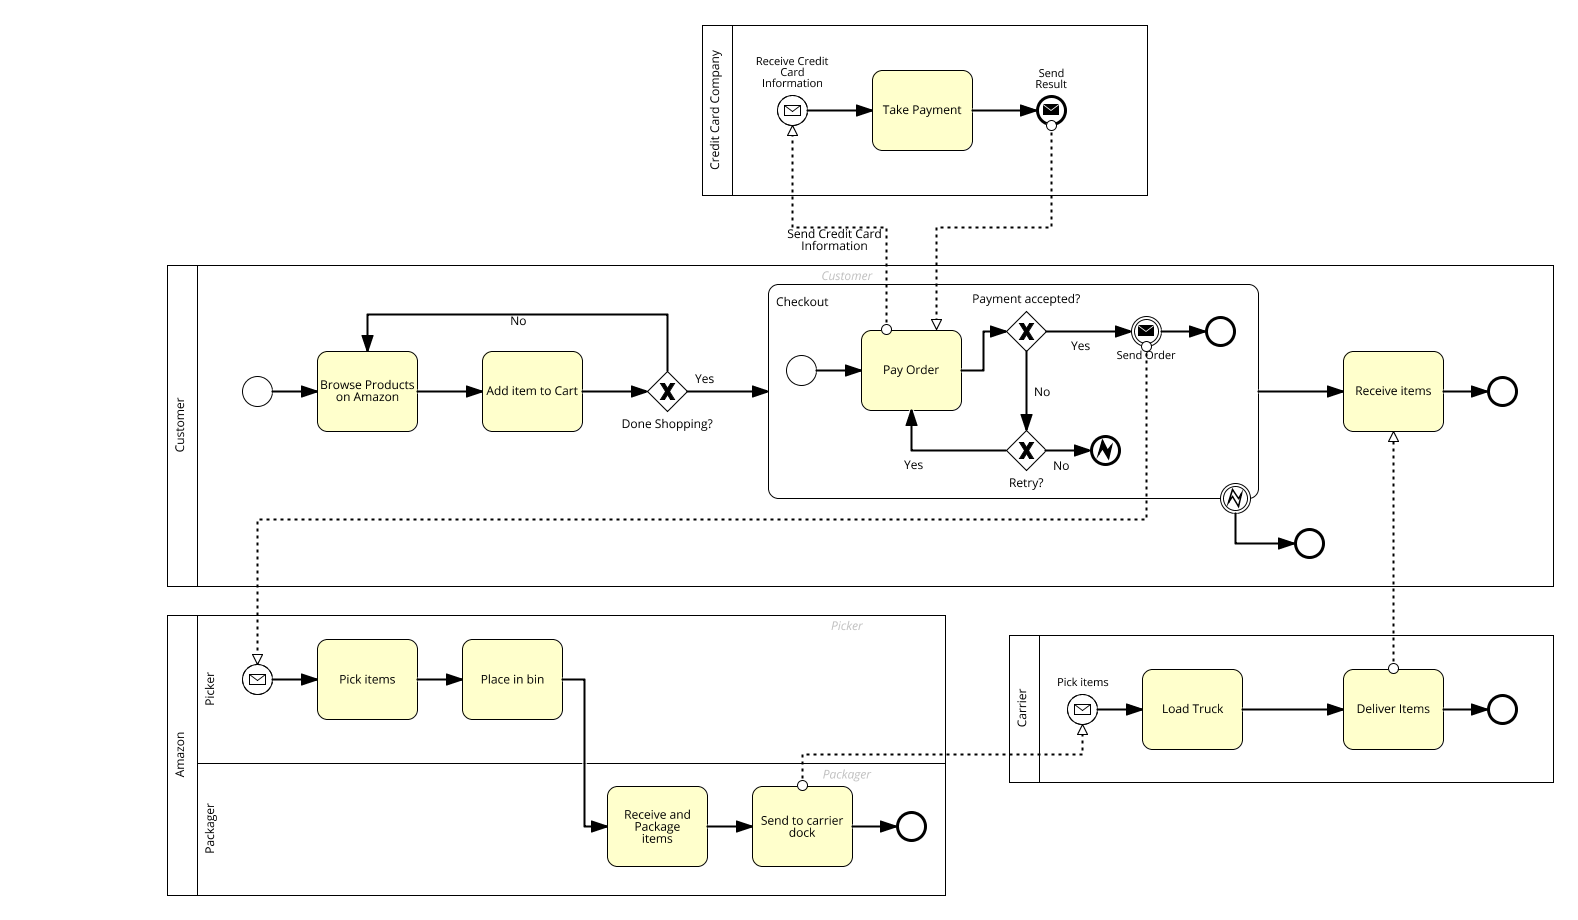 Credit Card Company
Receive Credit
Card
Information
Take Payment
Send
Result
Send Credit Card
Information
Customer
Customer
No
Browse Products
on Amazon
Add item to Cart
Yes
Done Shopping?
Checkout
Pay Order
Payment accepted?
Yes
Send Order
No
Yes
No
Retry?
Receive items
Amazon
Picker
Picker
Pick items
Place in bin
Packager
Packager
Receive and
Package
items
Send to carrier
dock
Carrier
Pick items
Load Truck
Deliver Items